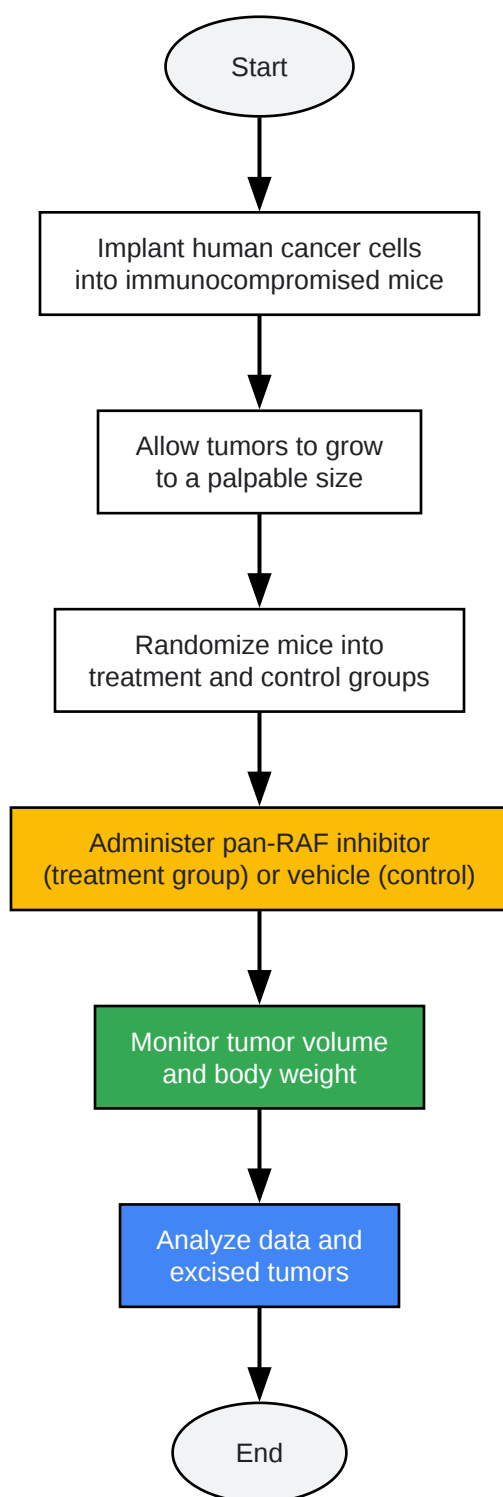 Start
Implant human cancer cells
into immunocompromised mice
Allow tumors to grow
to a palpable size
Randomize mice into
treatment and control groups
Administer pan-RAF inhibitor
(treatment group) or vehicle (control)
Monitor tumor volume
and body weight
Analyze data and
excised tumors
End